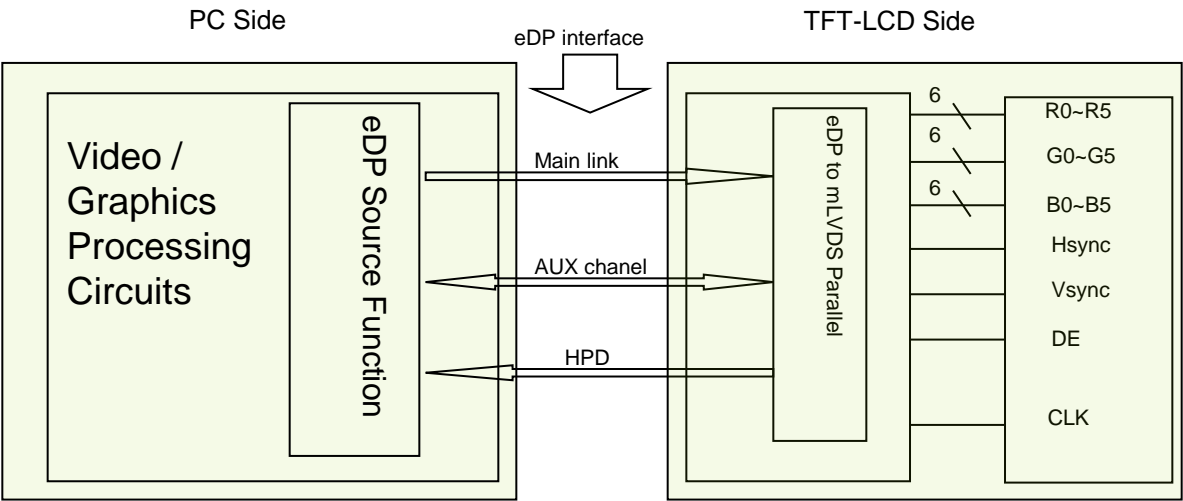 PC Side
TFT-LCD Side
eDP interface
Video /
Graphics
Processing
Circuits
eDP Source Function
Main link
AUX chanel
HPD
eDP to mLVDS Parallel
6
R0~R5
6
G0~G5
6
B0~B5
Hsync
Vsync
DE
CLK